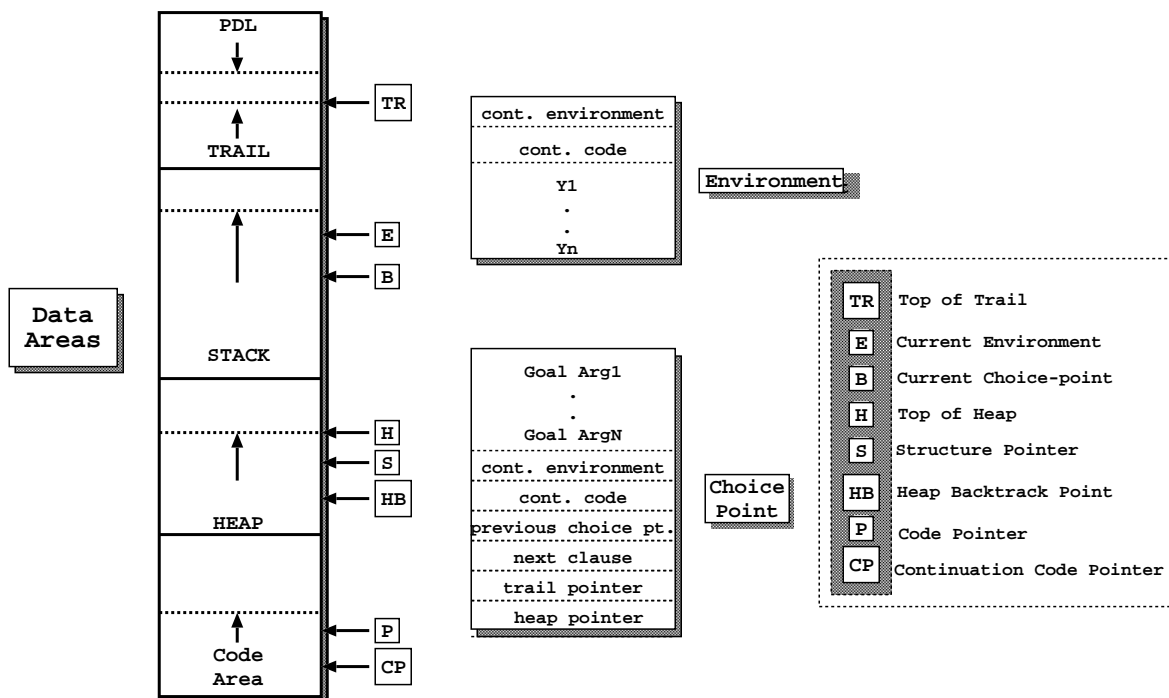 PDL
TR
TRAIL
E
B
STACK
H
S
HB
HEAP
P
Code
Area
CP
Data
Areas
cont. environment
cont. code
Y1
.
.
Yn
Environment
Goal Arg1
.
.
Goal ArgN
cont. environment
cont. code
previous choice pt.
next clause
trail pointer
heap pointer
Choice
Point
TR Top of Trail
E Current Environment
B Current Choice-point
H Top of Heap
S Structure Pointer
HB Heap Backtrack Point
P Code Pointer
CP Continuation Code Pointer